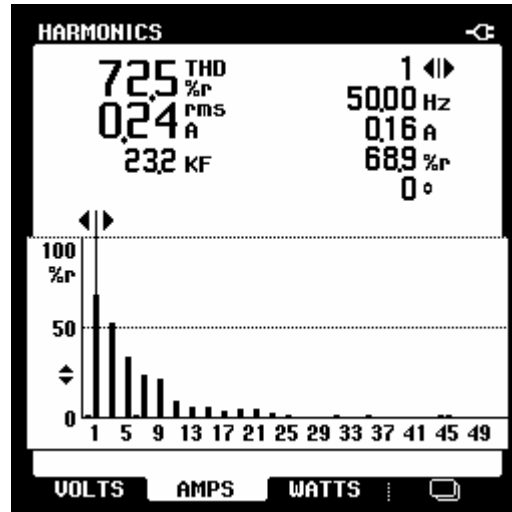 HARMONICS
72.5 THD %r
0.24 rms A
23.2 KF
1
50.00 Hz
0.16 A
68.9 %r
0 °
100
%r
50
0
1 5 9 13 17 21 25 29 33 37 41 45 49
VOLTS AMPS WATTS